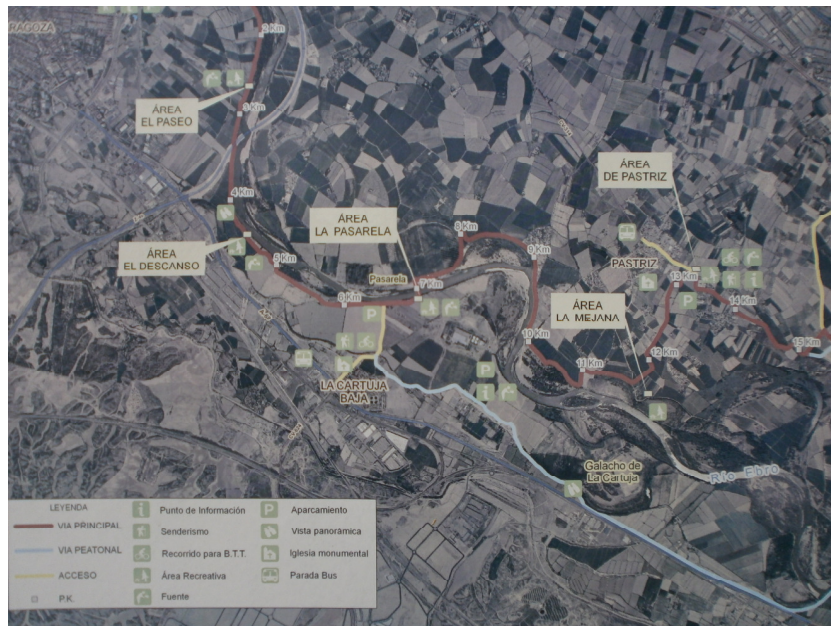 RAGOZA
2 Km
ÁREA
EL PASEO
3 Km
4 Km
ÁREA
EL DESCANSO
5 Km
ÁREA
LA PASARELA
Pasarela
6 Km
7 Km
8 Km
9 Km
ÁREA
DE PASTRIZ
PASTRIZ
13 Km
14 Km
15 Km
ÁREA
LA MEJANA
10 Km
11 Km
12 Km
P
P
P
i
i
LA CARTUJA
BAJA
Galacho de
La Cartuja
Río Ebro
LEYENDA
VIA PRINCIPAL
VIA PEATONAL
ACCESO
P.K.
i Punto de Información
Senderismo
Recorrido para B.T.T.
Área Recreativa
Fuente
P Aparcamiento
Vista panorámica
Iglesia monumental
Parada Bus